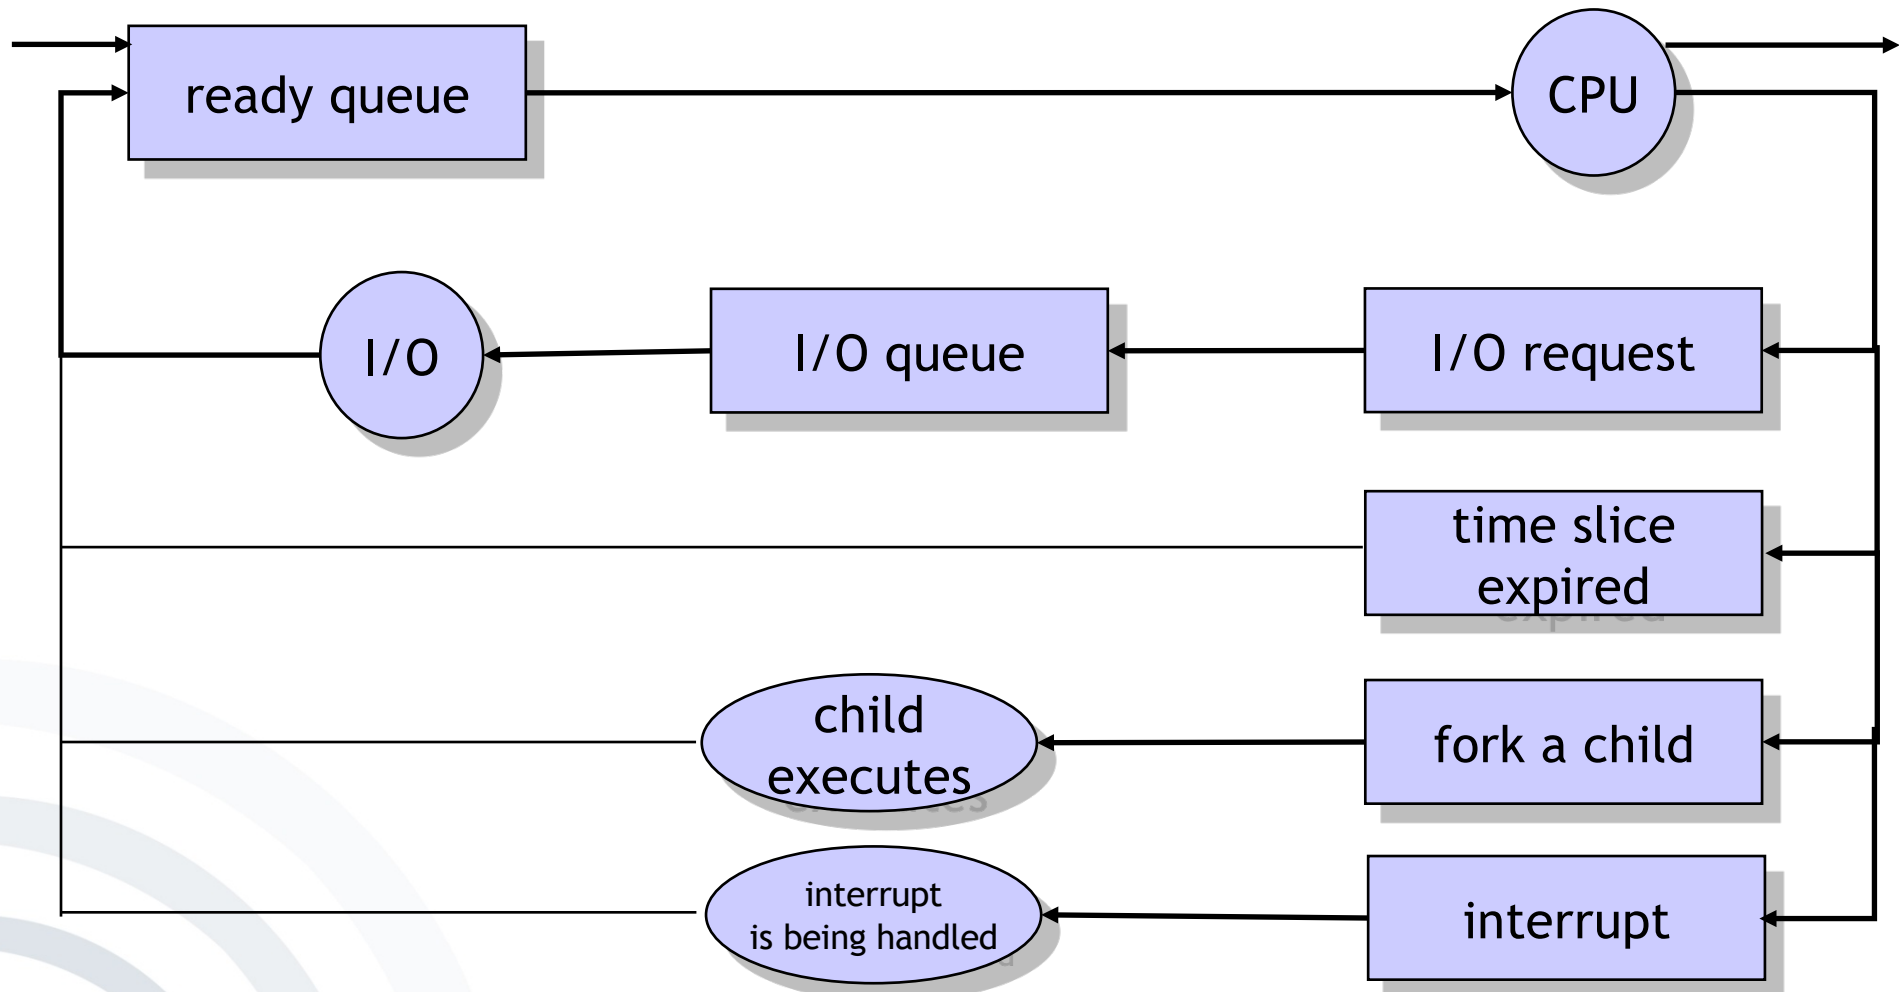 ready queue
CPU
I/O
I/O queue
I/O request
time slice
expired
child
executes
fork a child
interrupt
is being handled
interrupt